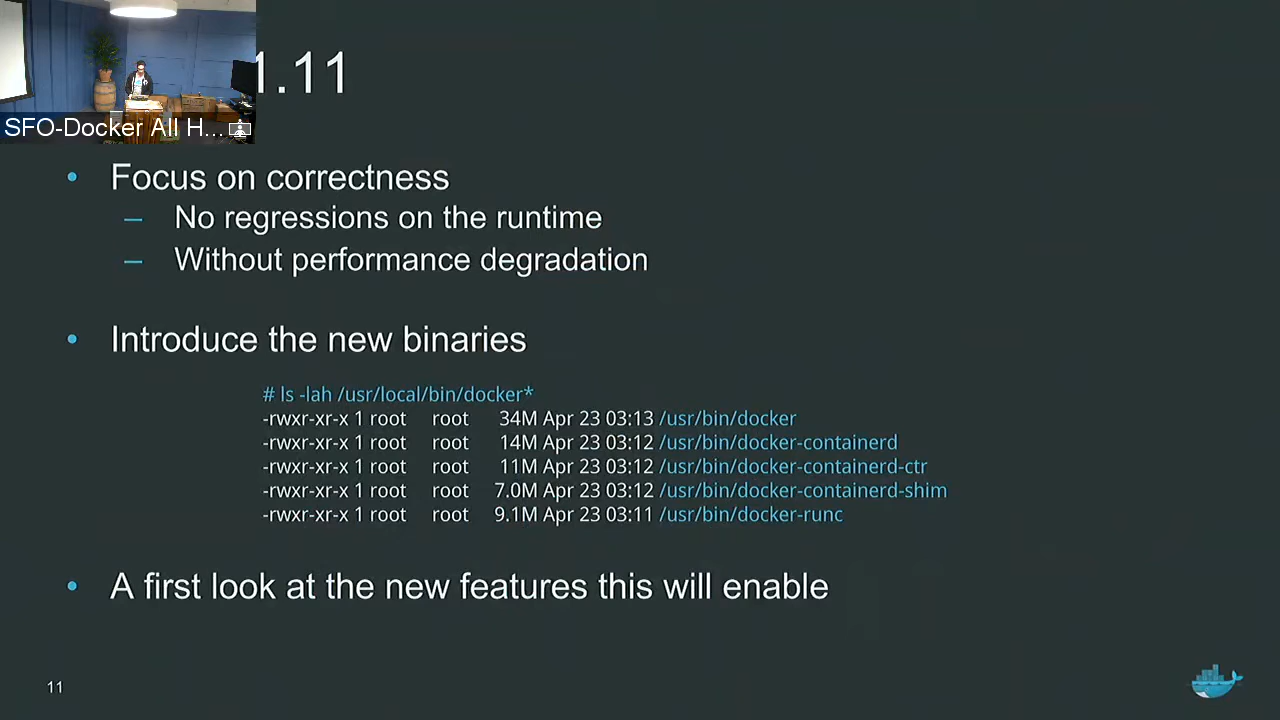 1.11
SFO-Docker All H...
• Focus on correctness
– No regressions on the runtime
– Without performance degradation
• Introduce the new binaries
# ls -lah /usr/local/bin/docker*
-rwxr-xr-x 1 root root 34M Apr 23 03:13 /usr/bin/docker
-rwxr-xr-x 1 root root 14M Apr 23 03:12 /usr/bin/docker-containerd
-rwxr-xr-x 1 root root 11M Apr 23 03:12 /usr/bin/docker-containerd-ctr
-rwxr-xr-x 1 root root 7.0M Apr 23 03:12 /usr/bin/docker-containerd-shim
-rwxr-xr-x 1 root root 9.1M Apr 23 03:11 /usr/bin/docker-runc
• A first look at the new features this will enable
11